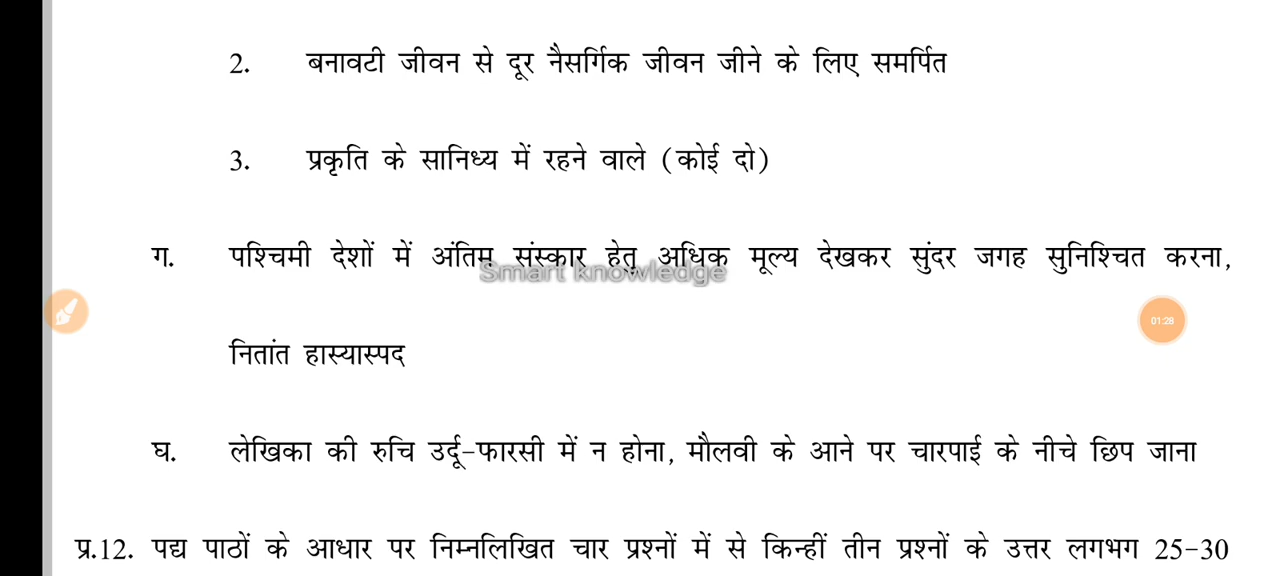 2. बनावटी जीवन से दूर नैसर्गिक जीवन जीने के लिए समर्पित
3. प्रकृति के सानिध्य में रहने वाले (कोई दो)
ग. पश्चिमी देशों में अंतिम संस्कार हेतु अधिक मूल्य देखकर सुंदर जगह सुनिश्चित करना,
Smart knowledge
01:28
नितांत हास्यास्पद
घ. लेखिका की रुचि उर्दू-फारसी में न होना, मौलवी के आने पर चारपाई के नीचे छिप जाना
प्र.12. पद्य पाठों के आधार पर निम्नलिखित चार प्रश्नों में से किन्हीं तीन प्रश्नों के उत्तर लगभग 25-30